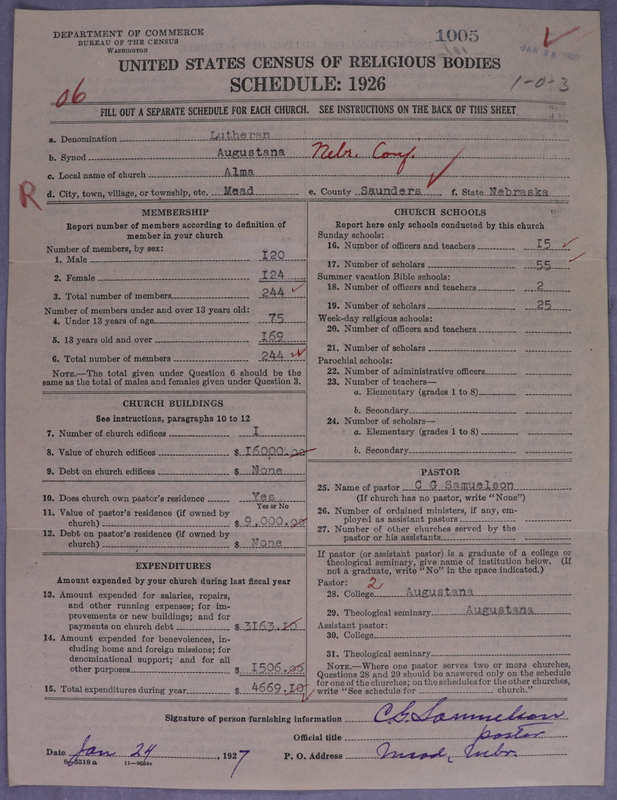 DEPARTMENT OF COMMERCE
BUREAU OF THE CENSUS
WASHINGTON
1005
UNITED STATES CENSUS OF RELIGIOUS BODIES
SCHEDULE: 1926
1-0-3
06
FILL OUT A SEPARATE SCHEDULE FOR EACH CHURCH. SEE INSTRUCTIONS ON THE BACK OF THIS SHEET
a. Denomination Lutheran
b. Synod Augustana Nebr. Conf.
c. Local name of church Alma
R
d. City, town, village, or township, etc. Mead e. County Saunders f. State Nebraska
MEMBERSHIP
Report number of members according to definition of
member in your church
Number of members, by sex:
1. Male I20
2. Female I24
3. Total number of members 244
Number of members under and over 13 years old:
4. Under 13 years of age 75
5. 13 years old and over I69
6. Total number of members 244
NOTE.—The total given under Question 6 should be
same as the total of males and females given under Question 3.
CHURCH BUILDINGS
See instructions, paragraphs 10 to 12
7. Number of church edifices I
8. Value of church edifices $ I6000.00
9. Debt on church edifices $ None
10. Does church own pastor's residence Yes
Yes or No
11. Value of pastor's residence (if owned by
church) $ 9,000.00
12. Debt on pastor's residence (if owned by
church) $ None
EXPENDITURES
Amount expended by your church during last fiscal year
13. Amount expended for salaries, repairs,
and other running expenses; for im-
provements or new buildings; and for
payments on church debt $ 3I63.I6
14. Amount expended for benevolences, in-
cluding home and foreign missions; for
denominational support; and for all
other purposes $ I506.
15. Total expenditures during year $ 4669.I0
CHURCH SCHOOLS
Report here only schools conducted by this church
Sunday schools:
16. Number of officers and teachers I5
17. Number of scholars 55
Summer vacation Bible schools:
18. Number of officers and teachers 2
19. Number of scholars 25
Week-day religious schools:
20. Number of officers and teachers
21. Number of scholars
Parochial schools:
22. Number of administrative officers
23. Number of teachers—
a. Elementary (grades 1 to 8)
b. Secondary
24. Number of scholars—
a. Elementary (grades 1 to 8)
b. Secondary
PASTOR
25. Name of pastor C G Samuelson
(If church has no pastor, write "None")
26. Number of ordained ministers, if any, em-
ployed as assistant pastors
27. Number of other churches served by the
pastor or his assistants
If pastor (or assistant pastor) is a graduate of a college or
theological seminary, give name of institution below. (If
not a graduate, write "No" in the space indicated.)
Pastor: 2
28. College Augustana
29. Theological seminary Augustana
Assistant pastor:
30. College
31. Theological seminary
NOTE.—Where one pastor serves two or more churches,
Questions 28 and 29 should be answered only on the schedule
for one of the churches; on the schedules for the other churches,
write "See schedule for church."
Signature of person furnishing information C.G. Samuelson
Official title pastor
Date Jan 24, 1927 P. O. Address Mead, Nebr.